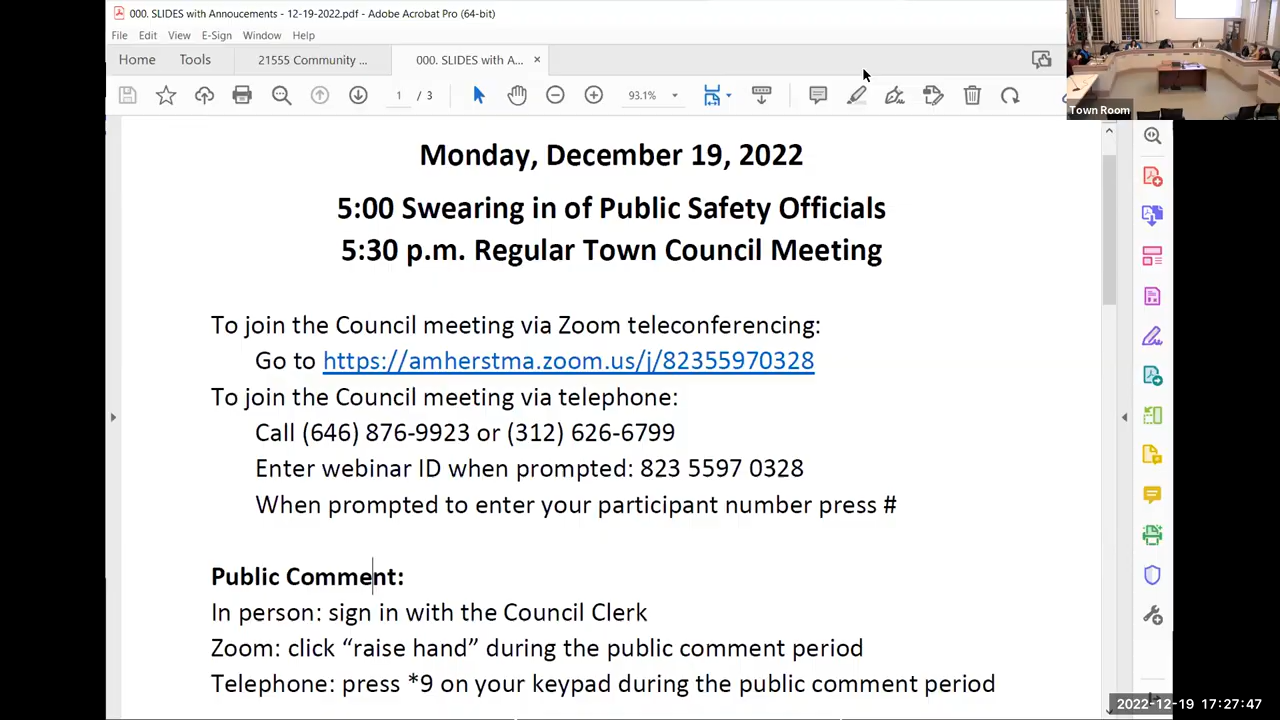 000. SLIDES with Annoucements - 12-19-2022.pdf - Adobe Acrobat Pro (64-bit)
File Edit View E-Sign Window Help
Home Tools 21555 Community ... 000. SLIDES with A... ×
1 / 3 93.1%
Town Room
Monday, December 19, 2022
5:00 Swearing in of Public Safety Officials
5:30 p.m. Regular Town Council Meeting
To join the Council meeting via Zoom teleconferencing:
Go to https://amherstma.zoom.us/j/82355970328
To join the Council meeting via telephone:
Call (646) 876-9923 or (312) 626-6799
Enter webinar ID when prompted: 823 5597 0328
When prompted to enter your participant number press #
Public Comment:
In person: sign in with the Council Clerk
Zoom: click “raise hand” during the public comment period
Telephone: press *9 on your keypad during the public comment period
2022-12-19 17:27:47